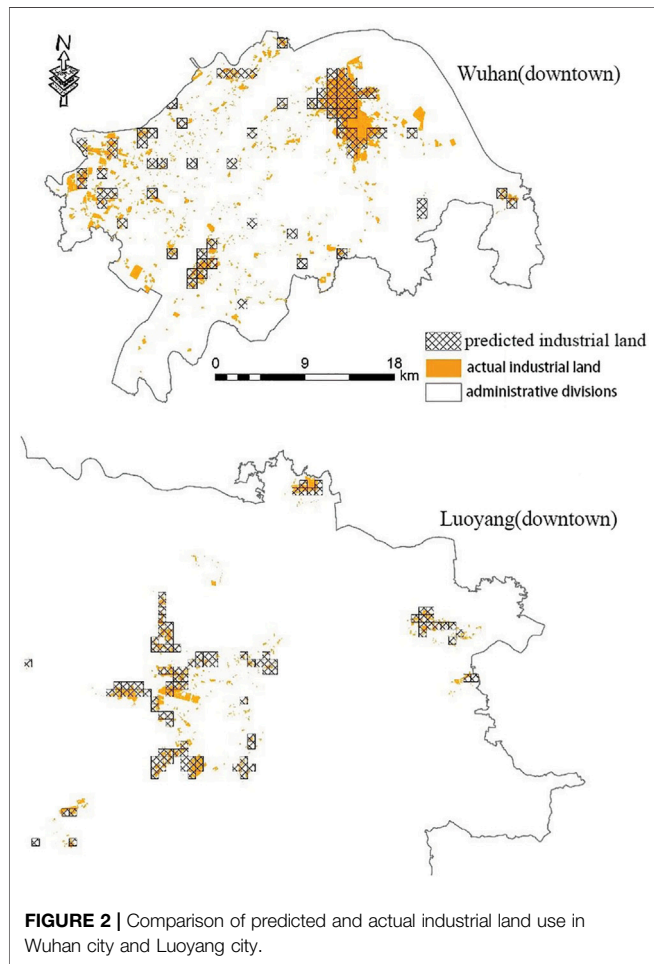 N
Wuhan(downtown)
predicted industrial land
actual industrial land
administrative divisions
0 9 18
km
Luoyang(downtown)
FIGURE 2 | Comparison of predicted and actual industrial land use in
Wuhan city and Luoyang city.